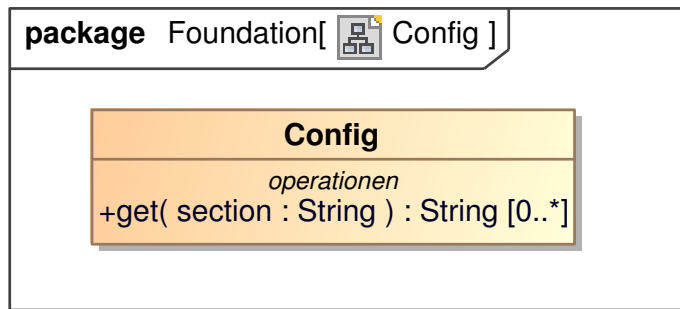 package Foundation[ Config ]
Config
operationen
+get( section : String ) : String [0..*]